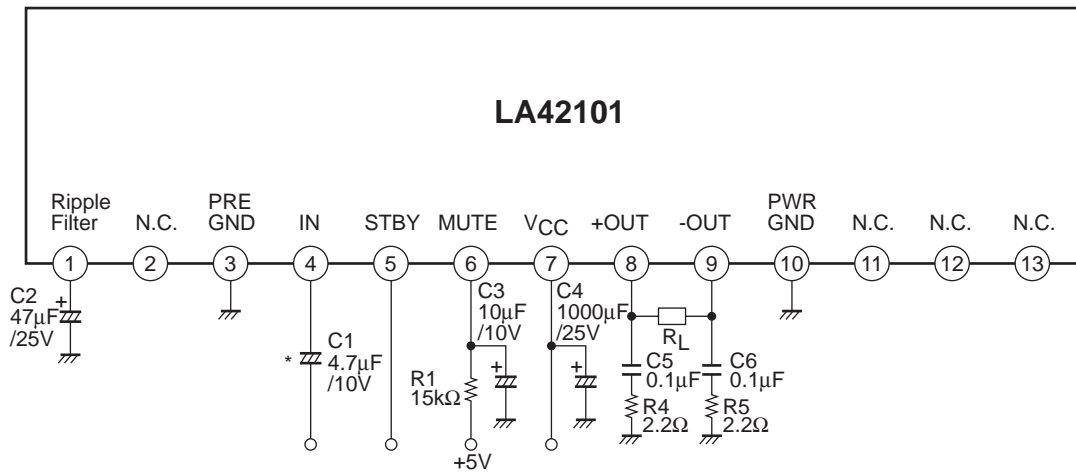 LA42101
Ripple
Filter
N.C.
PRE
GND
IN
STBY
MUTE
VCC
+OUT
-OUT
PWR
GND
N.C.
N.C.
N.C.
1
2
3
4
5
6
7
8
9
10
11
12
13
C2
47μF
/25V
+
*
C1
4.7μF
/10V
C3
10μF
/10V
+
R1
15kΩ
+5V
C4
1000μF
/25V
+
RL
C5
0.1μF
R4
2.2Ω
C6
0.1μF
R5
2.2Ω